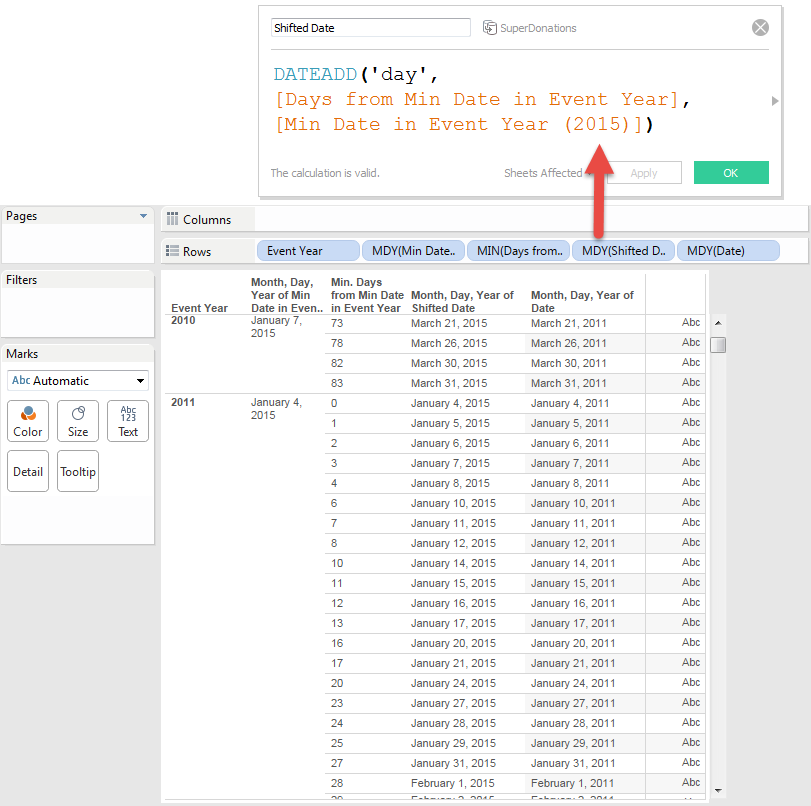 Shifted Date SuperDonations
DATEADD('day',
[Days from Min Date in Event Year],
[Min Date in Event Year (2015)])
The calculation is valid. Sheets Affected Apply OK
Pages Columns
Rows Event Year MDY(Min Date.. MIN(Days from.. MDY(Shifted D.. MDY(Date)
Filters
Marks
Abc Automatic
Color Size Abc 123 Text
Detail Tooltip
Event Year Month, Day, Year of Min Date in Even.. Min. Days from Min Date in Event Year Month, Day, Year of Shifted Date Month, Day, Year of Date
2010 January 7, 2015 73 March 21, 2015 March 21, 2011 Abc
78 March 26, 2015 March 26, 2011 Abc
82 March 30, 2015 March 30, 2011 Abc
83 March 31, 2015 March 31, 2011 Abc
2011 January 4, 2015 0 January 4, 2015 January 4, 2011 Abc
1 January 5, 2015 January 5, 2011 Abc
2 January 6, 2015 January 6, 2011 Abc
3 January 7, 2015 January 7, 2011 Abc
4 January 8, 2015 January 8, 2011 Abc
6 January 10, 2015 January 10, 2011 Abc
7 January 11, 2015 January 11, 2011 Abc
8 January 12, 2015 January 12, 2011 Abc
10 January 14, 2015 January 14, 2011 Abc
11 January 15, 2015 January 15, 2011 Abc
12 January 16, 2015 January 16, 2011 Abc
13 January 17, 2015 January 17, 2011 Abc
16 January 20, 2015 January 20, 2011 Abc
17 January 21, 2015 January 21, 2011 Abc
20 January 24, 2015 January 24, 2011 Abc
23 January 27, 2015 January 27, 2011 Abc
24 January 28, 2015 January 28, 2011 Abc
25 January 29, 2015 January 29, 2011 Abc
27 January 31, 2015 January 31, 2011 Abc
28 February 1, 2015 February 1, 2011 Abc